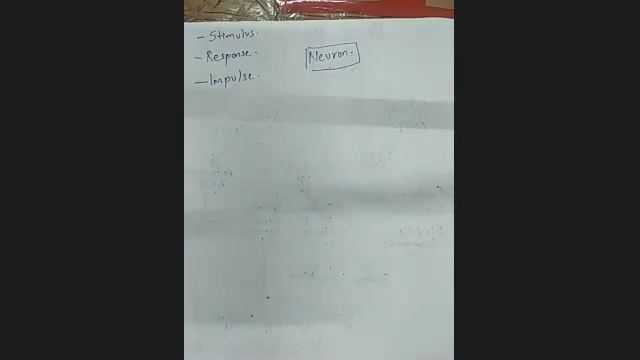 - Stimulus.
- Response.
- Impulse.
Neuron.